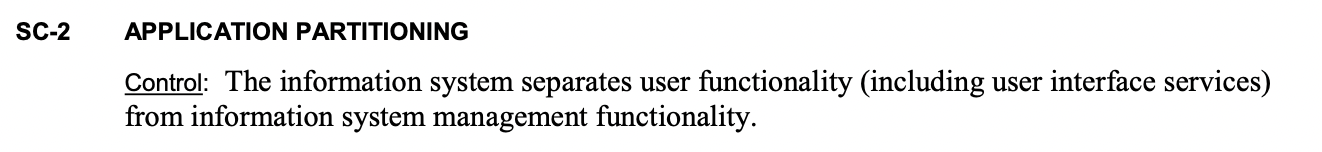 SC-2 APPLICATION PARTITIONING
Control: The information system separates user functionality (including user interface services)
from information system management functionality.